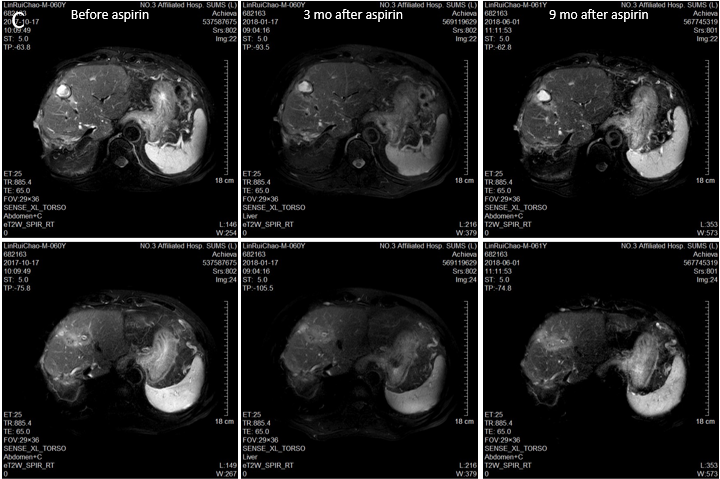 C
Before aspirin
3 mo after aspirin
9 mo after aspirin
LinRuiChao-M-060Y
682163
2017-10-17
10:09:49
ST: 5.0
TP:-63.8
NO.3 Affiliated Hosp. SUMS (L)
Achieva
537587675
Srs:802
Img:22
ET:25
TR:885.4
TE: 65.0
FOV:29×36
SENSE_XL_TORSO
Abdomen+C
eT2W_SPIR_RT
0
18 cm
L:146
W:254
LinRuiChao-M-060Y
682163
2018-01-17
09:04:16
ST: 5.0
TP:-93.5
NO.3 Affiliated Hosp. SUMS (L)
Achieva
569119629
Srs:802
Img:22
ET:25
TR:885.4
TE: 65.0
FOV:29×36
SENSE_XL_TORSO
Liver
eT2W_SPIR_RT
0
18 cm
L:216
W:379
LinRuiChao-M-061Y
682163
2018-06-01
11:11:53
ST: 5.0
TP:-62.8
NO.3 Affiliated Hosp. SUMS (L)
Achieva
567745319
Srs:801
Img:22
ET:25
TR:885.4
TE: 65.0
FOV:29×36
SENSE_XL_TORSO
Abdomen+C
T2W_SPIR_RT
0
18 cm
L:353
W:573
LinRuiChao-M-060Y
682163
2017-10-17
10:09:49
ST: 5.0
TP:-75.8
NO.3 Affiliated Hosp. SUMS (L)
Achieva
537587675
Srs:802
Img:24
ET:25
TR:885.4
TE: 65.0
FOV:29×36
SENSE_XL_TORSO
Abdomen+C
eT2W_SPIR_RT
0
18 cm
L:149
W:267
LinRuiChao-M-060Y
682163
2018-01-17
09:04:16
ST: 5.0
TP:-105.5
NO.3 Affiliated Hosp. SUMS (L)
Achieva
569119629
Srs:802
Img:24
ET:25
TR:885.4
TE: 65.0
FOV:29×36
SENSE_XL_TORSO
Liver
eT2W_SPIR_RT
0
18 cm
L:216
W:379
LinRuiChao-M-061Y
682163
2018-06-01
11:11:53
ST: 5.0
TP:-74.8
NO.3 Affiliated Hosp. SUMS (L)
Achieva
567745319
Srs:801
Img:24
ET:25
TR:885.4
TE: 65.0
FOV:29×36
SENSE_XL_TORSO
Abdomen+C
T2W_SPIR_RT
0
18 cm
L:353
W:573